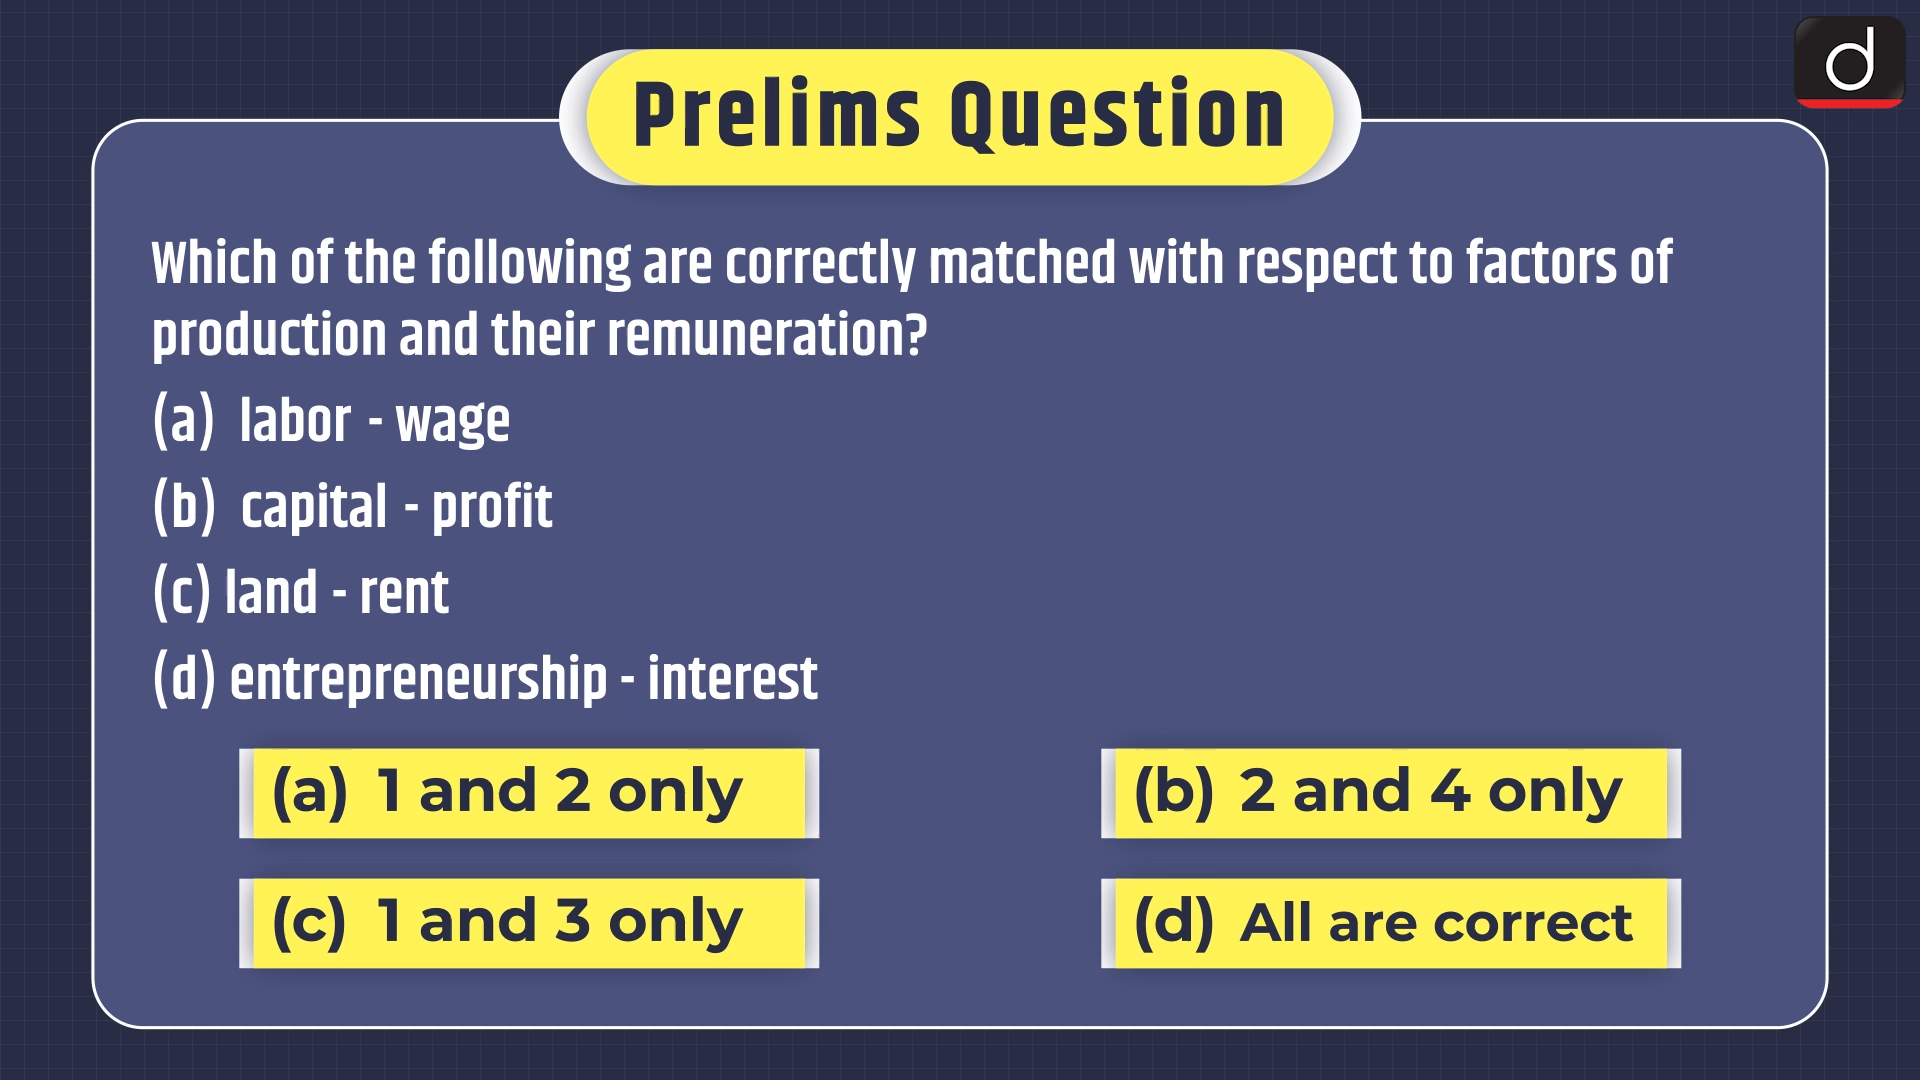 d
Prelims Question
Which of the following are correctly matched with respect to factors of
production and their remuneration?
(a) labor - wage
(b) capital - profit
(c) land - rent
(d) entrepreneurship - interest
(a) 1 and 2 only
(b) 2 and 4 only
(c) 1 and 3 only
(d) All are correct